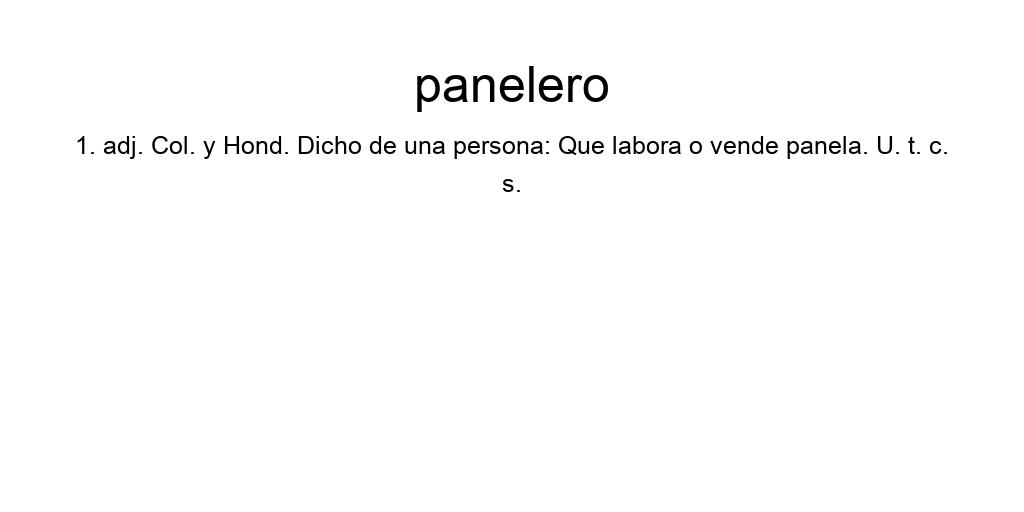 panelero
1. adj. Col. y Hond. Dicho de una persona: Que labora o vende panela. U. t. c.
s.